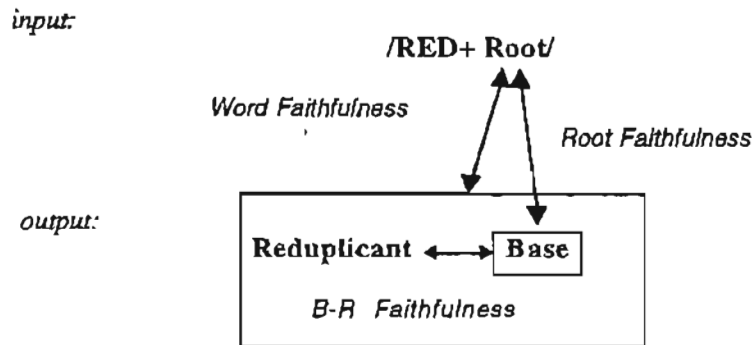 input:
/RED+ Root/
Word Faithfulness
Root Faithfulness
output:
Reduplicant Base
B-R Faithfulness